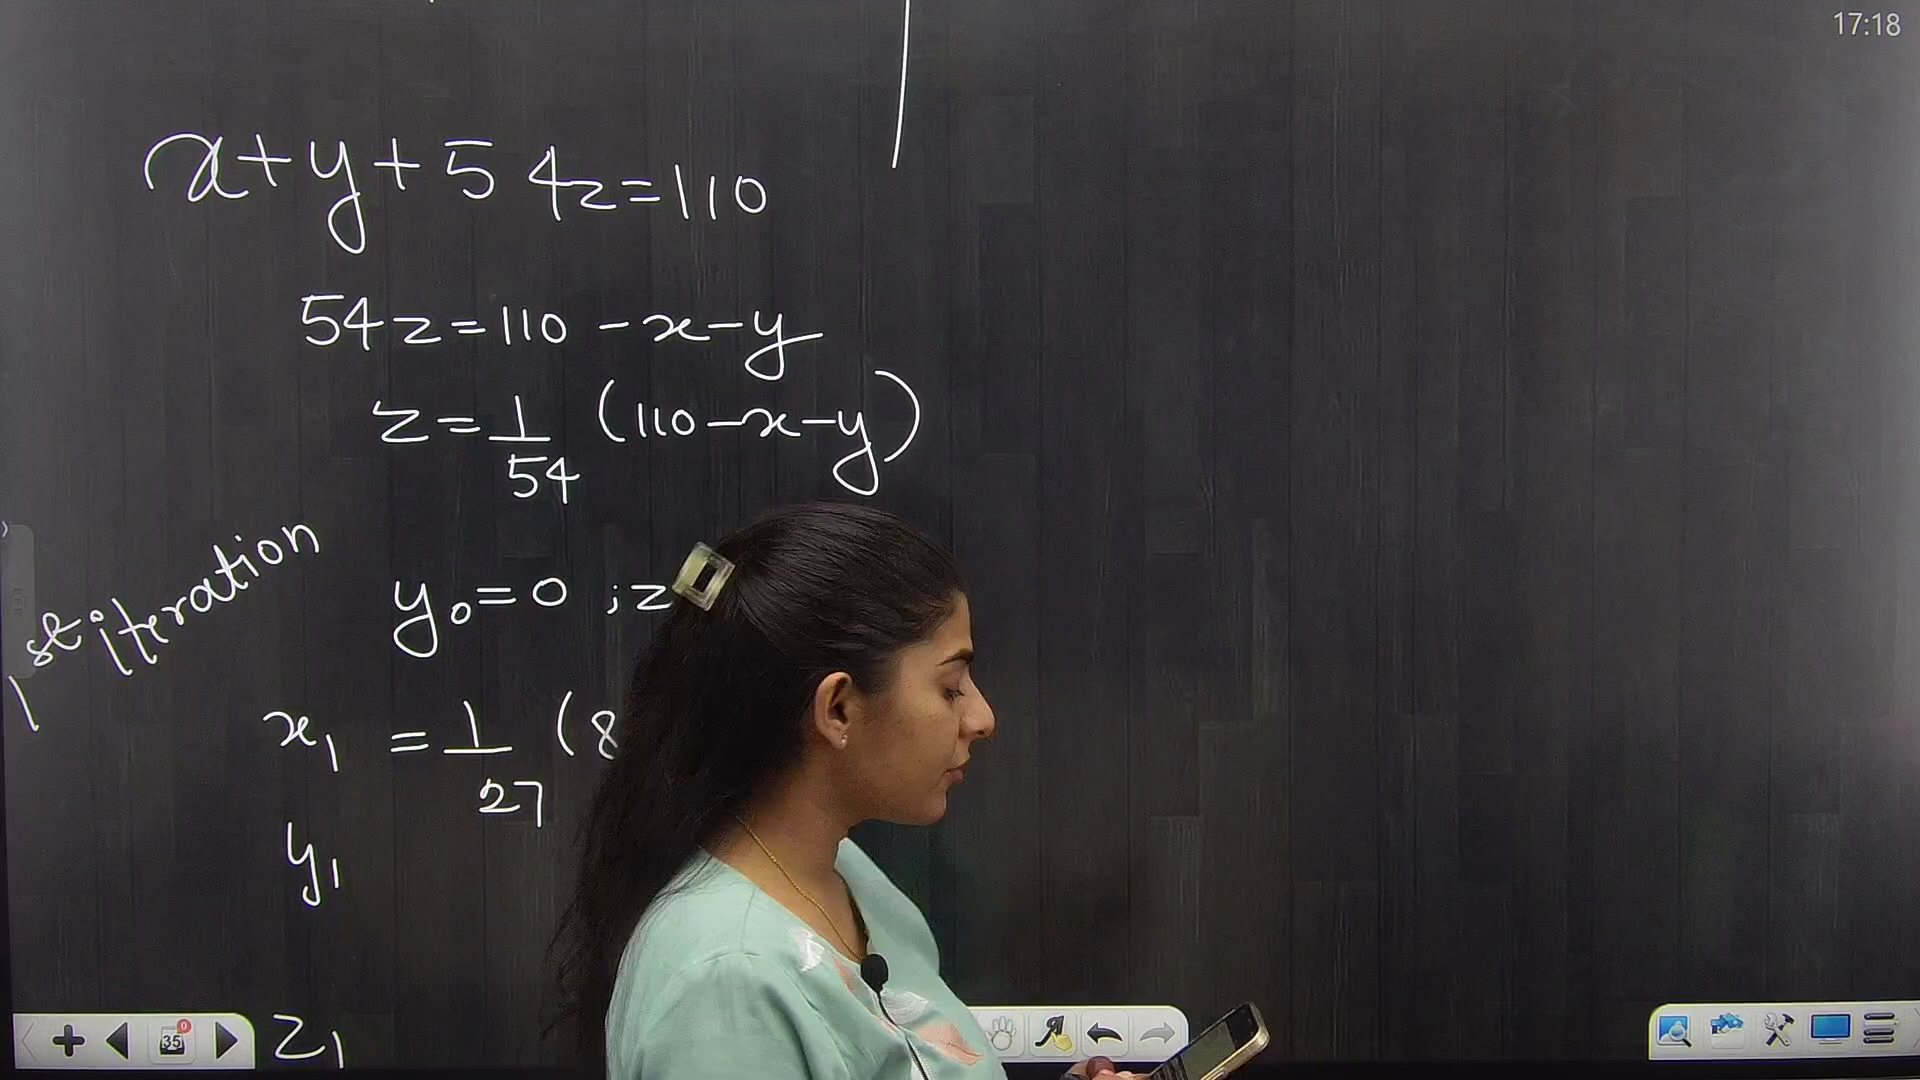 17:18
x+y+54z=110
54z=110-x-y
z=1/54 (110-x-y)
1st iteration
y₀=0 ;z
x₁ =1/27 (8
y₁
z₁
35
0